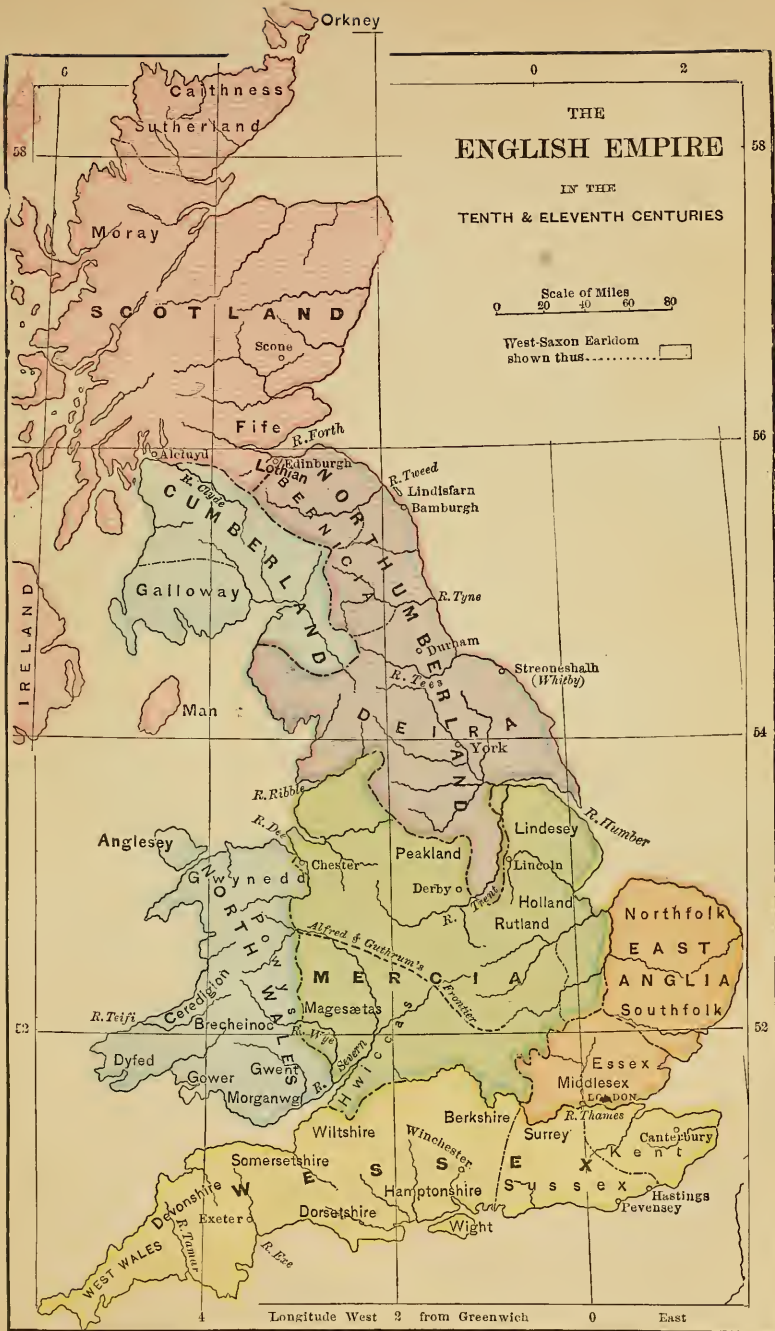 Orkney
6
0
2
Caithness
Sutherland
58
58
THE
ENGLISH EMPIRE
IN THE
TENTH & ELEVENTH CENTURIES
Moray
Scale of Miles
0 20 40 60 80
SCOTLAND
West-Saxon Earldom
shown thus
Scone
Fife
R. Forth
56
Alcluyd
Edinburgh
Lothian
R. Tweed
Lindisfarn
Bamburgh
R. Clyde
CUMBERLAND
BERNICIA
NORTHUMBERLAND
Galloway
R. Tyne
IRELAND
Durham
Streoneshalh
(Whitby)
R. Tees
Man
DEIRA
54
York
R. Ribble
R. Humber
Lindesey
Anglesey
R. Dee
Peakland
Chester
Lincoln
Gwynedd
Derby
R. Trent
Holland
Rutland
Northfolk
NORTH WALES
Powys
Alfred & Guthrum's
Frontier
EAST
ANGLIA
MERCIA
Southfolk
Magesætas
Ceredigion
R. Teifi
52
52
Brecheinoc
R. Wye
R. Severn
Hwiccas
Dyfed
Gwent
Gower
Morganwg
Essex
Middlesex
LONDON
R. Thames
Berkshire
Wiltshire
Surrey
Canterbury
Kent
Winchester
Somersetshire
WESSEX
Sussex
Hamptonshire
Hastings
Pevensey
Devonshire
Exeter
Dorsetshire
Wight
R. Tamar
R. Exe
WEST WALES
4
Longitude West 2 from Greenwich 0 East